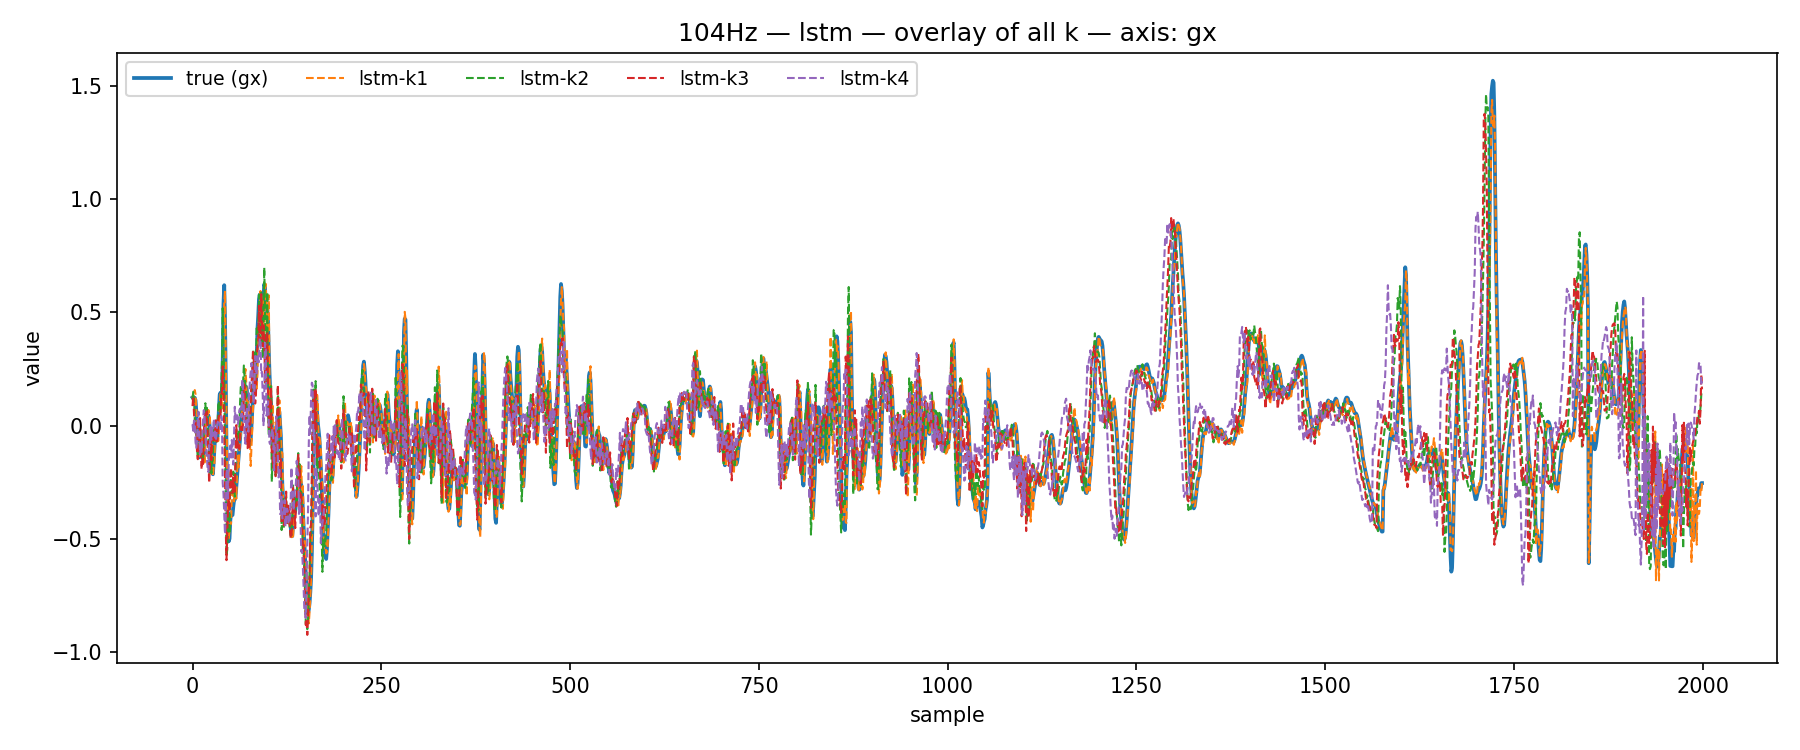 104Hz — lstm — overlay of all k — axis: gx
true (gx) lstm-k1 lstm-k2 lstm-k3 lstm-k4
value
1.5
1.0
0.5
0.0
−0.5
−1.0
0 250 500 750 1000 1250 1500 1750 2000
sample